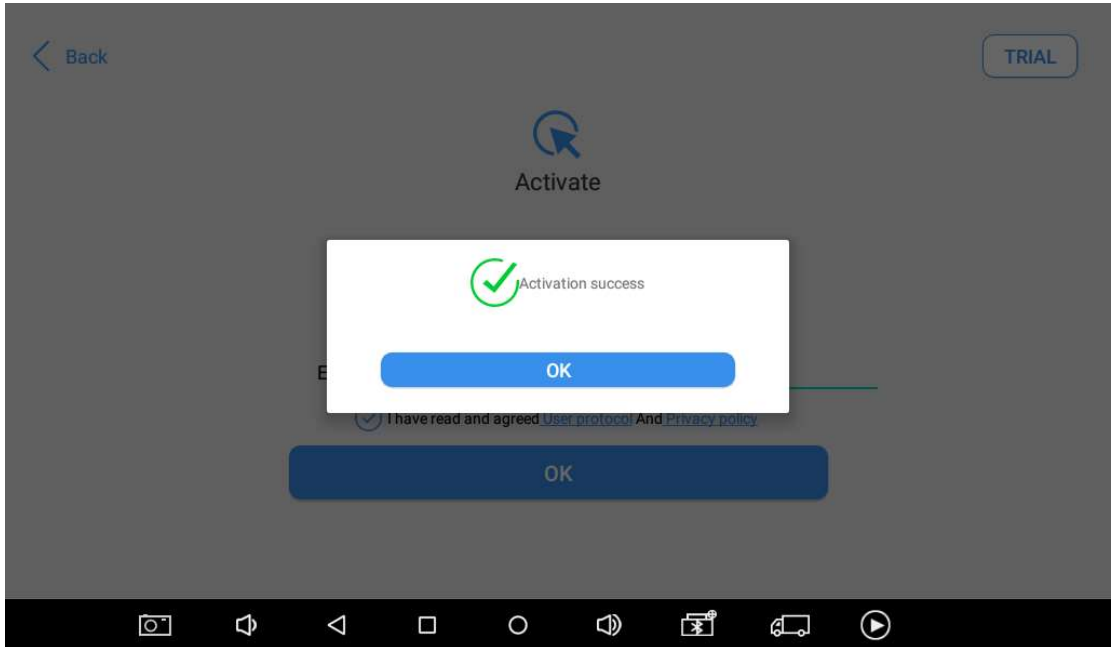 Back
TRIAL
Activate
Activation success
OK
E
I have read and agreed User protocol And Privacy policy
OK